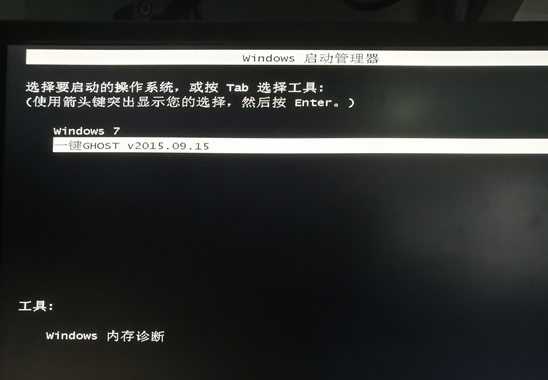 Windows 启动管理器
选择要启动的操作系统，或按 Tab 选择工具:
(使用箭头键突出显示您的选择，然后按 Enter。)
Windows 7
一键GHOST v2015.09.15
工具:
Windows 内存诊断